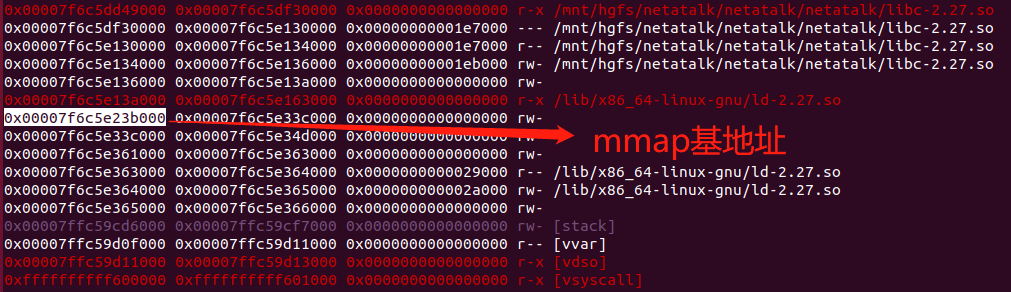 0x00007f6c5dd49000 0x00007f6c5df30000 0x0000000000000000 r-x /mnt/hgfs/netatalk/netatalk/netatalk/libc-2.27.so
0x00007f6c5df30000 0x00007f6c5e130000 0x00000000001e7000 --- /mnt/hgfs/netatalk/netatalk/netatalk/libc-2.27.so
0x00007f6c5e130000 0x00007f6c5e134000 0x00000000001e7000 r-- /mnt/hgfs/netatalk/netatalk/netatalk/libc-2.27.so
0x00007f6c5e134000 0x00007f6c5e136000 0x00000000001eb000 rw- /mnt/hgfs/netatalk/netatalk/netatalk/libc-2.27.so
0x00007f6c5e136000 0x00007f6c5e13a000 0x0000000000000000 rw-
0x00007f6c5e13a000 0x00007f6c5e163000 0x0000000000000000 r-x /lib/x86_64-linux-gnu/ld-2.27.so
0x00007f6c5e23b000 0x00007f6c5e33c000 0x0000000000000000 rw-
0x00007f6c5e33c000 0x00007f6c5e34d000 0x0000000000000000 rw-
mmap基地址
0x00007f6c5e361000 0x00007f6c5e363000 0x0000000000000000 rw-
0x00007f6c5e363000 0x00007f6c5e364000 0x0000000000029000 r-- /lib/x86_64-linux-gnu/ld-2.27.so
0x00007f6c5e364000 0x00007f6c5e365000 0x000000000002a000 rw- /lib/x86_64-linux-gnu/ld-2.27.so
0x00007f6c5e365000 0x00007f6c5e366000 0x0000000000000000 rw-
0x00007ffc59cd6000 0x00007ffc59cf7000 0x0000000000000000 rw- [stack]
0x00007ffc59d0f000 0x00007ffc59d11000 0x0000000000000000 r-- [vvar]
0x00007ffc59d11000 0x00007ffc59d13000 0x0000000000000000 r-x [vdso]
0xffffffffff600000 0xffffffffff601000 0x0000000000000000 r-x [vsyscall]